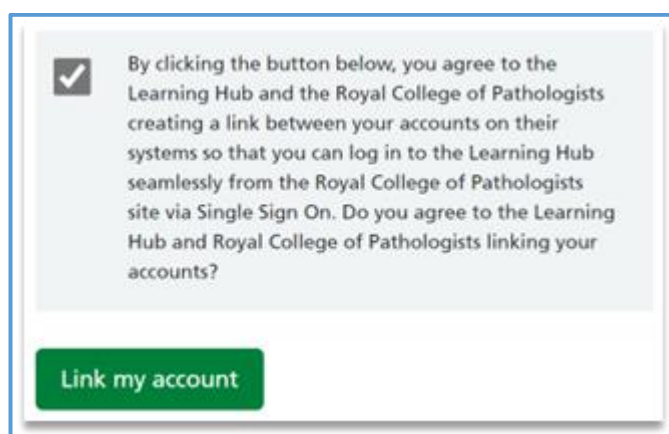 By clicking the button below, you agree to the
Learning Hub and the Royal College of Pathologists
creating a link between your accounts on their
systems so that you can log in to the Learning Hub
seamlessly from the Royal College of Pathologists
site via Single Sign On. Do you agree to the Learning
Hub and Royal College of Pathologists linking your
accounts?
Link my account